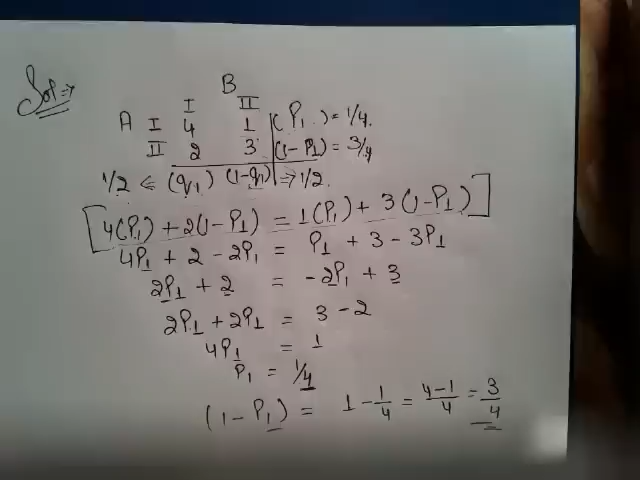 Sol:→
B
I II
A I 4 1 (P₁) = 1/4.
II 2 3 (1-P₁) = 3/4
1/2 ← (q₁) (1-q₁) → 1/2.
[4(P₁) + 2(1-P₁) = 1(P₁) + 3(1-P₁)]
4P₁ + 2 - 2P₁ = P₁ + 3 - 3P₁
2P₁ + 2 = -2P₁ + 3
2P₁ + 2P₁ = 3 - 2
4P₁ = 1
P₁ = 1/4
(1-P₁) = 1 - 1/4 = 4-1/4 = 3/4